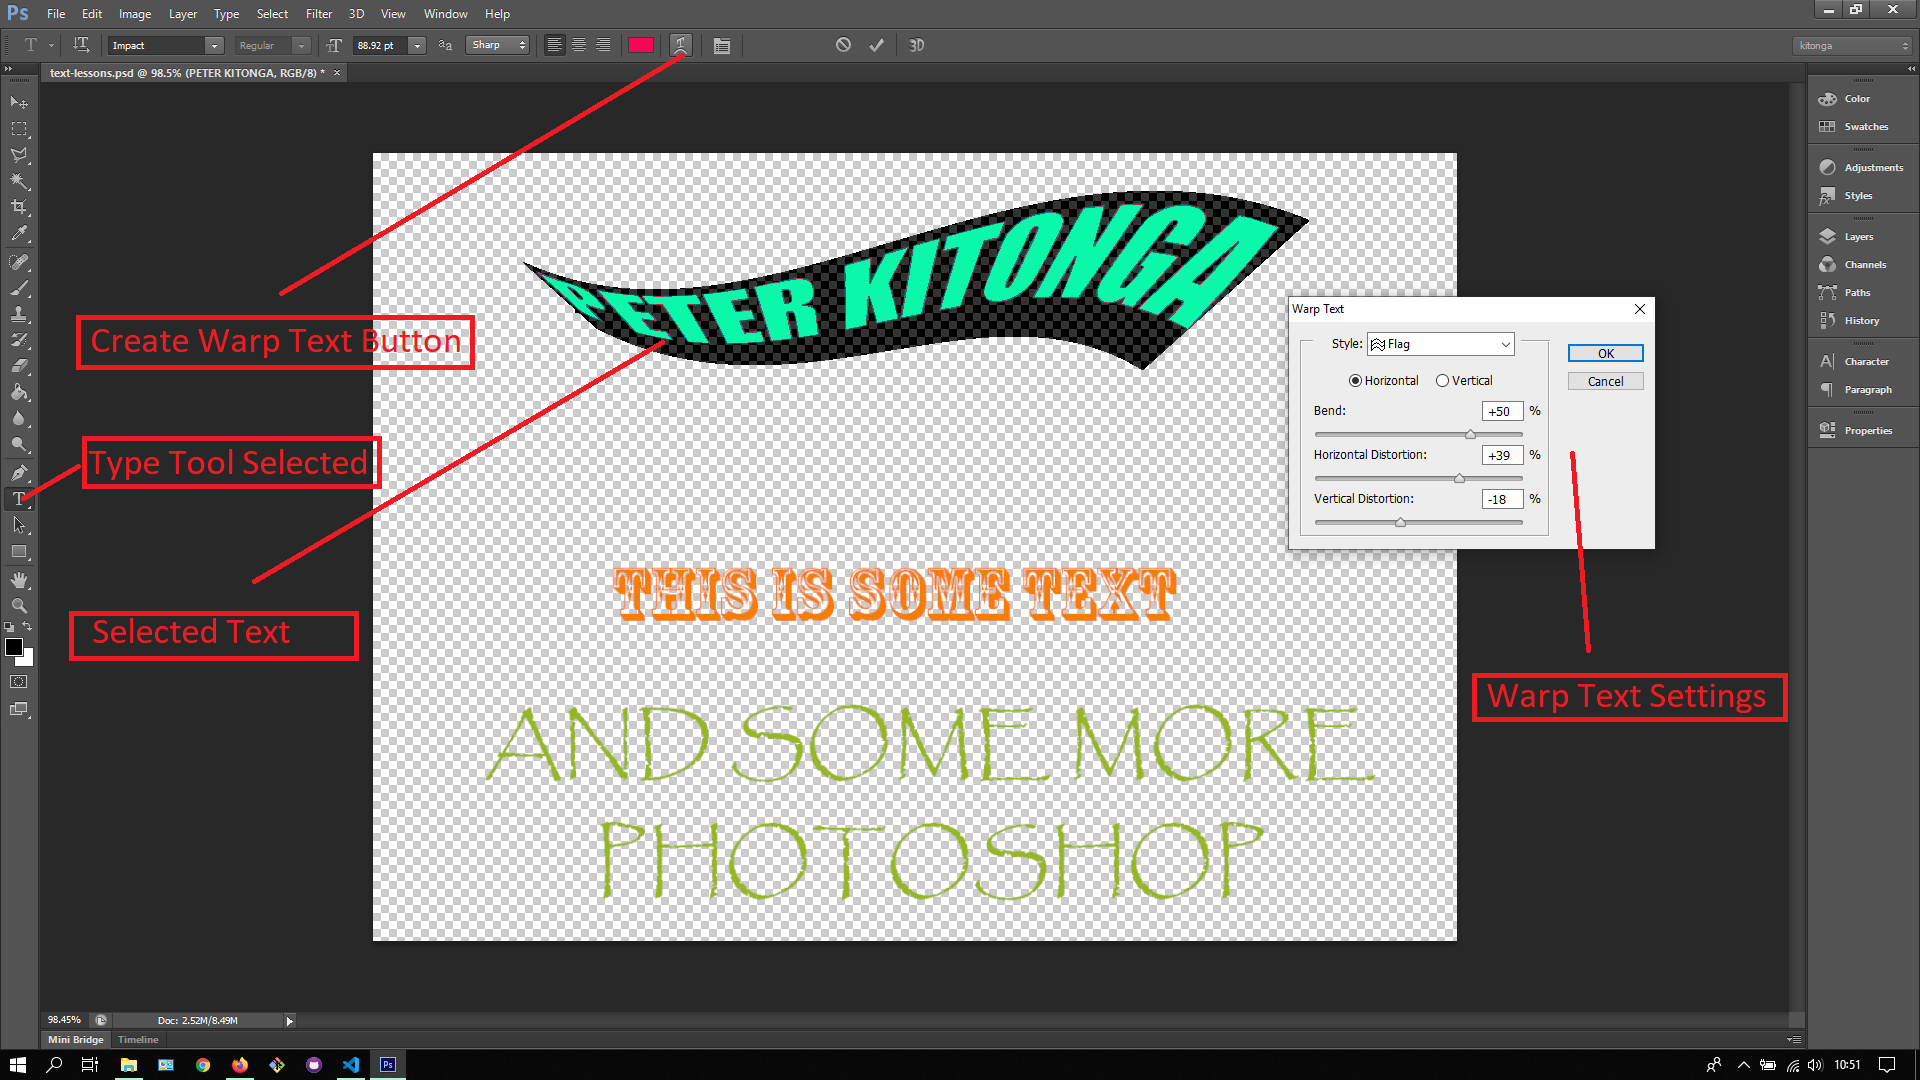 Ps File Edit Image Layer Type Select Filter 3D View Window Help
T Impact Regular 88.92 pt aa Sharp 3D kitonga
text-lessons.psd @ 98.5% (PETER KITONGA, RGB/8) * ×
Color
Swatches
Adjustments
Styles
Layers
Channels
Paths
History
Character
Paragraph
Properties
PETER KITONGA
Create Warp Text Button
Type Tool Selected
Selected Text
Warp Text
Style: Flag
OK
Horizontal Vertical
Cancel
Bend: +50 %
Horizontal Distortion: +39 %
Vertical Distortion: -18 %
Warp Text Settings
THIS IS SOME TEXT
AND SOME MORE
PHOTOSHOP
98.45% Doc: 2.52M/8.49M
Mini Bridge Timeline
Ps 10:51